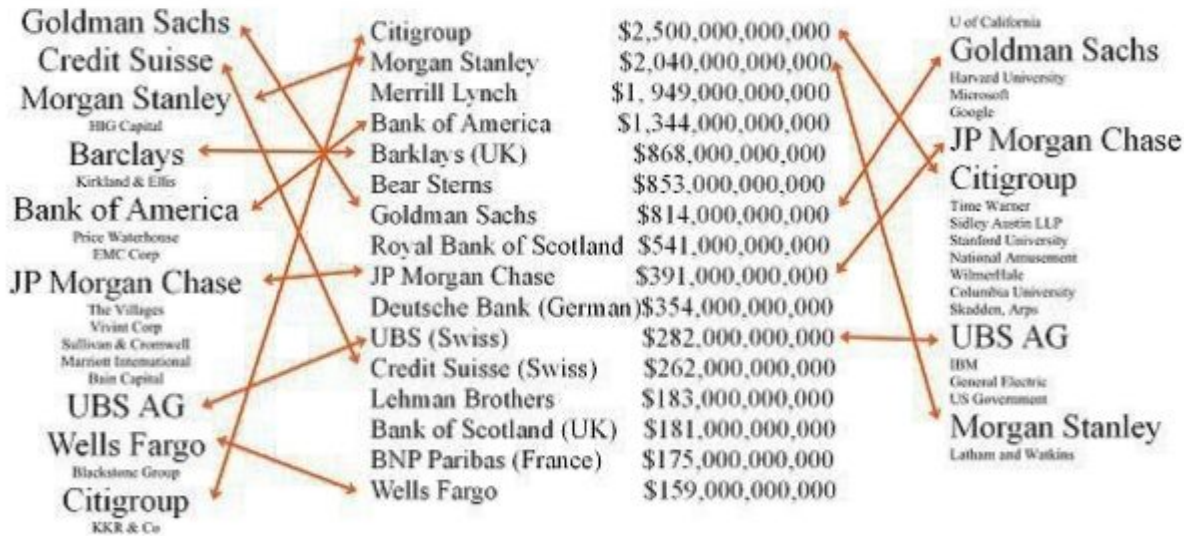 Goldman Sachs
Credit Suisse
Morgan Stanley
HIG Capital
Barclays
Kirkland & Ellis
Bank of America
Price Waterhouse
EMC Corp
JP Morgan Chase
The Villages
Vivint Corp
Sullivan & Cromwell
Marriott International
Bain Capital
UBS AG
Wells Fargo
Blackstone Group
Citigroup
KKR & Co
Citigroup $2,500,000,000,000
Morgan Stanley $2,040,000,000,000
Merrill Lynch $1, 949,000,000,000
Bank of America $1,344,000,000,000
Barklays (UK) $868,000,000,000
Bear Sterns $853,000,000,000
Goldman Sachs $814,000,000,000
Royal Bank of Scotland $541,000,000,000
JP Morgan Chase $391,000,000,000
Deutsche Bank (German)$354,000,000,000
UBS (Swiss) $282,000,000,000
Credit Suisse (Swiss) $262,000,000,000
Lehman Brothers $183,000,000,000
Bank of Scotland (UK) $181,000,000,000
BNP Paribas (France) $175,000,000,000
Wells Fargo $159,000,000,000
U of California
Goldman Sachs
Harvard University
Microsoft
Google
JP Morgan Chase
Citigroup
Time Warner
Sidley Austin LLP
Stanford University
National Amusement
WilmerHale
Columbia University
Skadden, Arps
UBS AG
IBM
General Electric
US Government
Morgan Stanley
Latham and Watkins